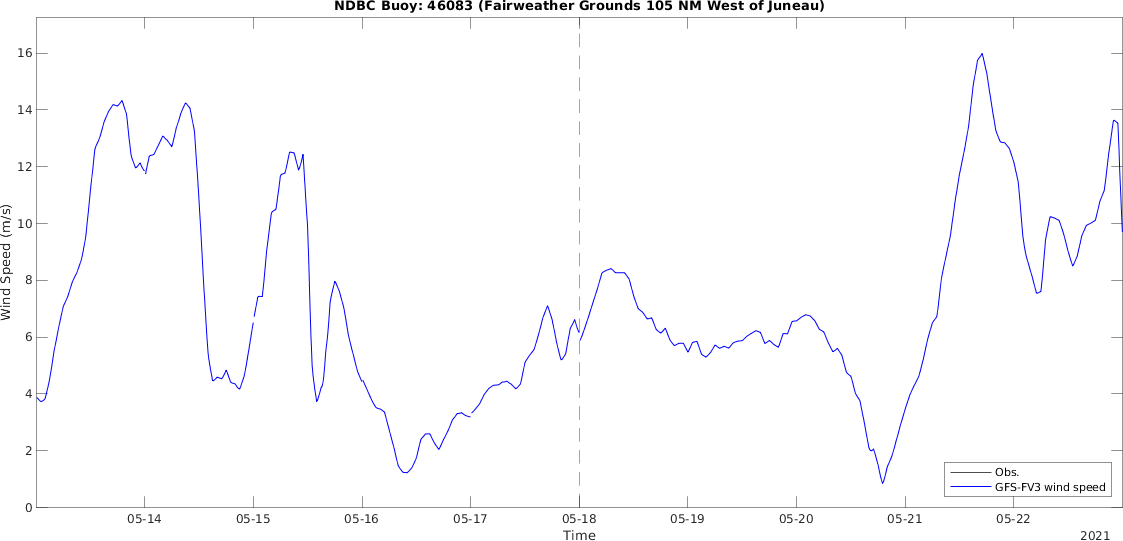 NDBC Buoy: 46083 (Fairweather Grounds 105 NM West of Juneau)
Wind Speed (m/s)
16
14
12
10
8
6
4
2
0
Obs.
GFS-FV3 wind speed
05-14 05-15 05-16 05-17 05-18 05-19 05-20 05-21 05-22
Time
2021